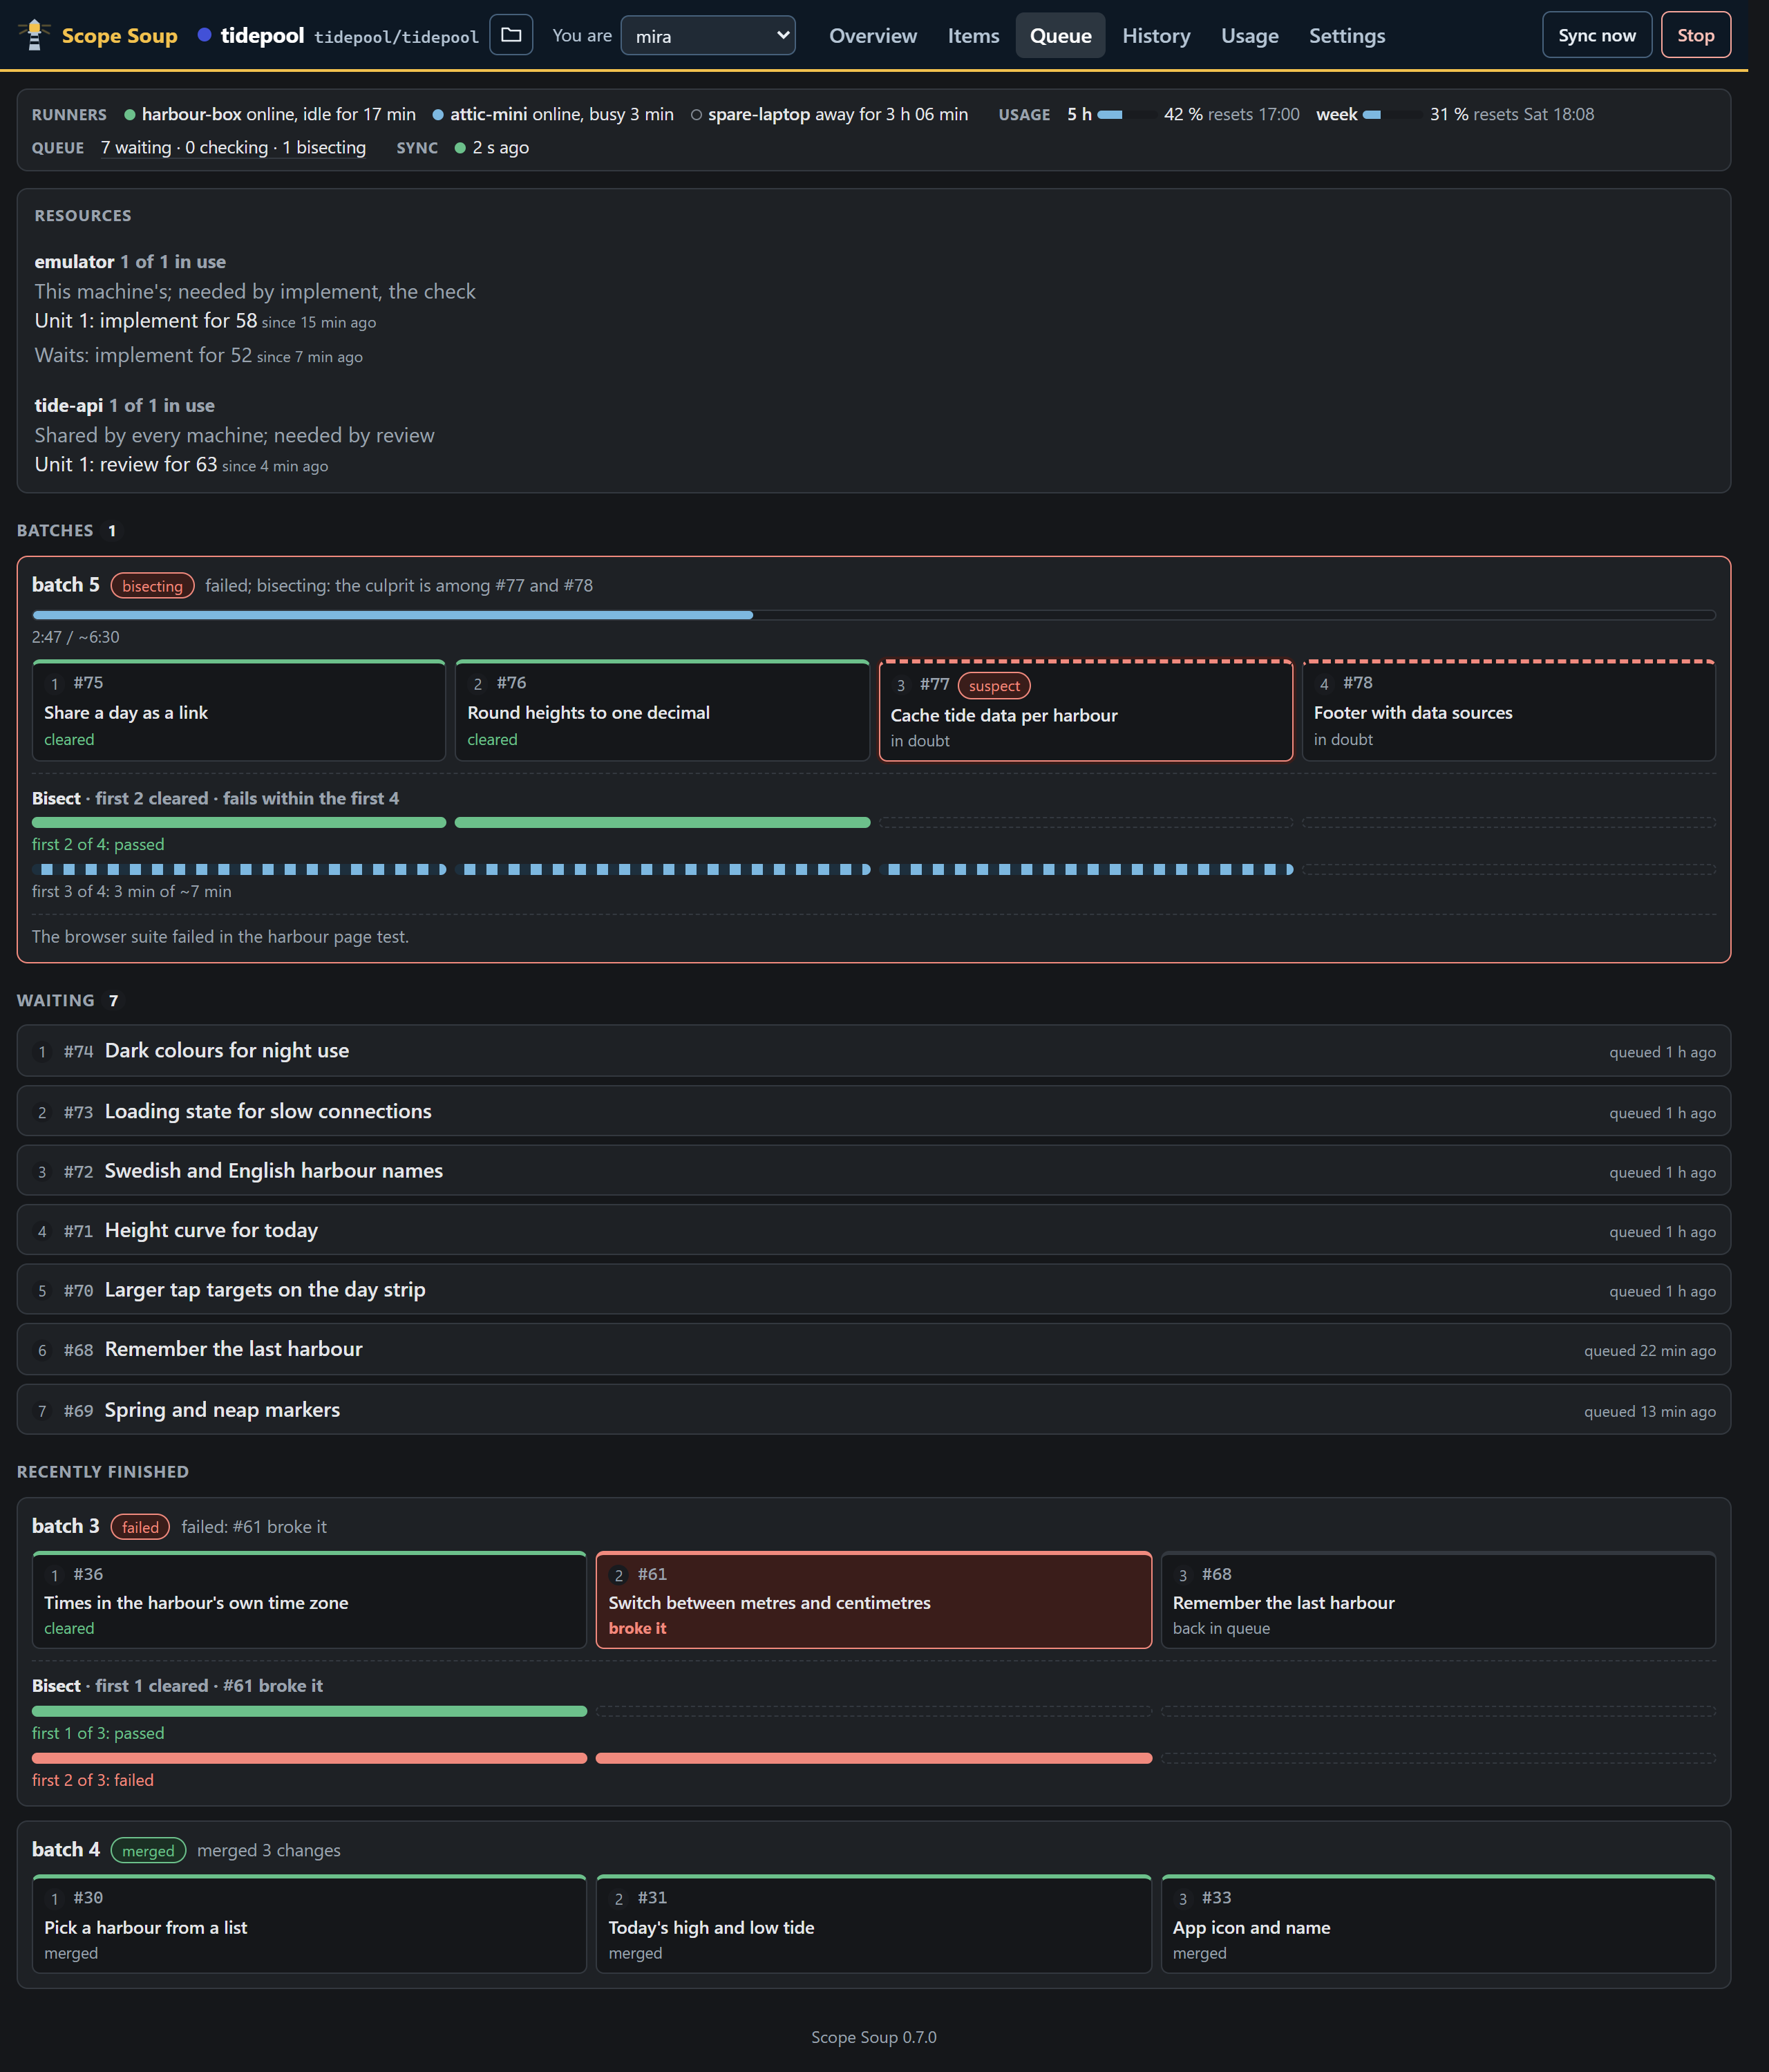 Scope Soup tidepool tidepool/tidepool You are mira Overview Items Queue History Usage Settings Sync now Stop
RUNNERS harbour-box online, idle for 17 min attic-mini online, busy 3 min spare-laptop away for 3 h 06 min USAGE 5 h 42 % resets 17:00 week 31 % resets Sat 18:08
QUEUE 7 waiting · 0 checking · 1 bisecting SYNC 2 s ago
RESOURCES
emulator 1 of 1 in use
This machine's; needed by implement, the check
Unit 1: implement for 58 since 15 min ago
Waits: implement for 52 since 7 min ago
tide-api 1 of 1 in use
Shared by every machine; needed by review
Unit 1: review for 63 since 4 min ago
BATCHES 1
batch 5 bisecting failed; bisecting: the culprit is among #77 and #78
2:47 / ~6:30
1 #75
Share a day as a link
cleared
2 #76
Round heights to one decimal
cleared
3 #77 suspect
Cache tide data per harbour
in doubt
4 #78
Footer with data sources
in doubt
Bisect · first 2 cleared · fails within the first 4
first 2 of 4: passed
first 3 of 4: 3 min of ~7 min
The browser suite failed in the harbour page test.
WAITING 7
1 #74 Dark colours for night use queued 1 h ago
2 #73 Loading state for slow connections queued 1 h ago
3 #72 Swedish and English harbour names queued 1 h ago
4 #71 Height curve for today queued 1 h ago
5 #70 Larger tap targets on the day strip queued 1 h ago
6 #68 Remember the last harbour queued 22 min ago
7 #69 Spring and neap markers queued 13 min ago
RECENTLY FINISHED
batch 3 failed failed: #61 broke it
1 #36
Times in the harbour's own time zone
cleared
2 #61
Switch between metres and centimetres
broke it
3 #68
Remember the last harbour
back in queue
Bisect · first 1 cleared · #61 broke it
first 1 of 3: passed
first 2 of 3: failed
batch 4 merged merged 3 changes
1 #30
Pick a harbour from a list
merged
2 #31
Today's high and low tide
merged
3 #33
App icon and name
merged
Scope Soup 0.7.0